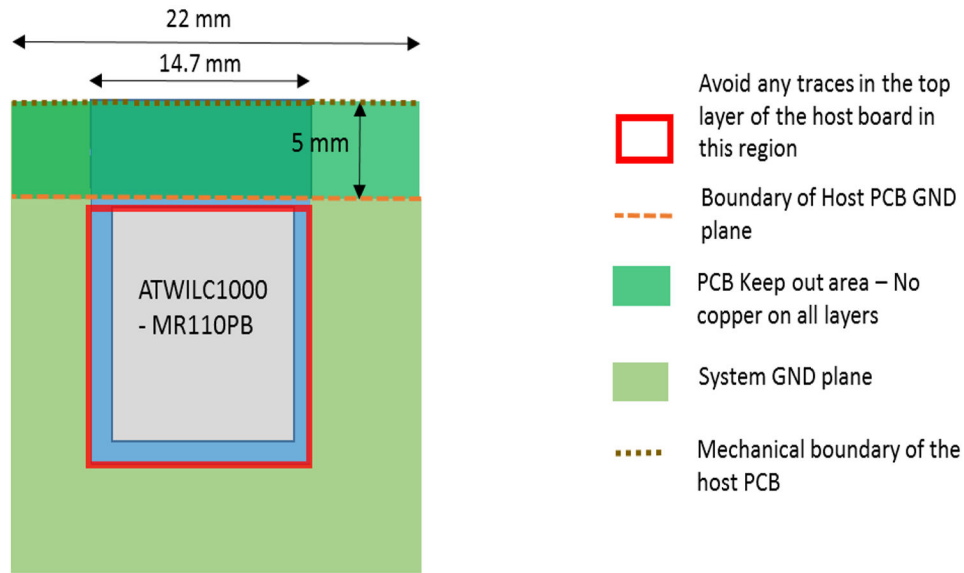 22 mm
14.7 mm
5 mm
ATWILC1000
- MR110PB
Avoid any traces in the top
layer of the host board in
this region
Boundary of Host PCB GND
plane
PCB Keep out area – No
copper on all layers
System GND plane
Mechanical boundary of the
host PCB